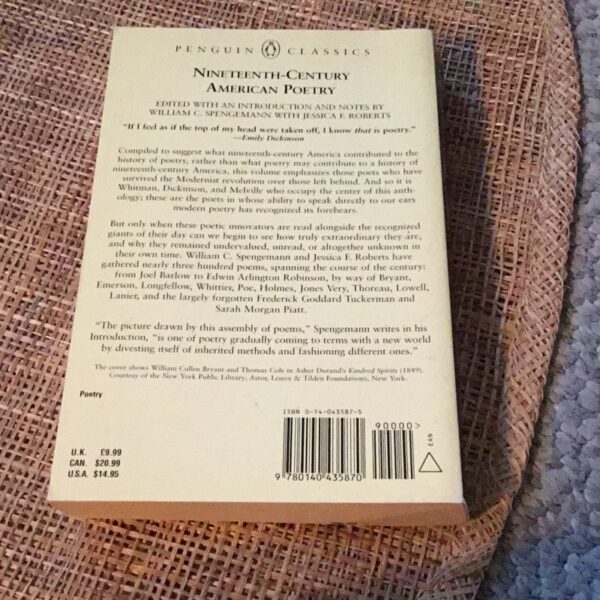 PENGUIN CLASSICS
NINETEENTH-CENTURY
AMERICAN POETRY
EDITED WITH AN INTRODUCTION AND NOTES BY
WILLIAM C. SPENGEMANN WITH JESSICA F. ROBERTS
"If I feel as if the top of my head were taken off, I know that is poetry."
—Emily Dickinson
Compiled to suggest what nineteenth-century America contributed to the
history of poetry, rather than what poetry may contribute to a history of
nineteenth-century America, this volume emphasizes those poets who have
survived the Modernist revolution over those left behind. And so it is
Whitman, Dickinson, and Melville who occupy the center of this anth-
ology; these are the poets in whose ability to speak directly to our ears
modern poetry has recognized its forebears.
But only when these poetic innovators are read alongside the recognized
giants of their day can we begin to see how truly extraordinary they are,
and why they remained undervalued, unread, or altogether unknown in
their own time. William C. Spengemann and Jessica F. Roberts have
gathered nearly three hundred poems, spanning the course of the century:
from Joel Barlow to Edwin Arlington Robinson, by way of Bryant,
Emerson, Longfellow, Whittier, Poe, Holmes, Jones Very, Thoreau, Lowell,
Lanier, and the largely forgotten Frederick Goddard Tuckerman and
Sarah Morgan Piatt.
"The picture drawn by this assembly of poems," Spengemann writes in his
Introduction, "is one of poetry gradually coming to terms with a new world
by divesting itself of inherited methods and fashioning different ones."
The cover shows William Cullen Bryant and Thomas Cole in Asher Durand's Kindred Spirits (1849).
Courtesy of the New York Public Library; Astor, Lenox & Tilden Foundations, New York.
Poetry
ISBN 0-14-043587-5
90000>
EAN
9 780140 435870
U.K. £9.99
CAN. $20.99
U.S.A. $14.95